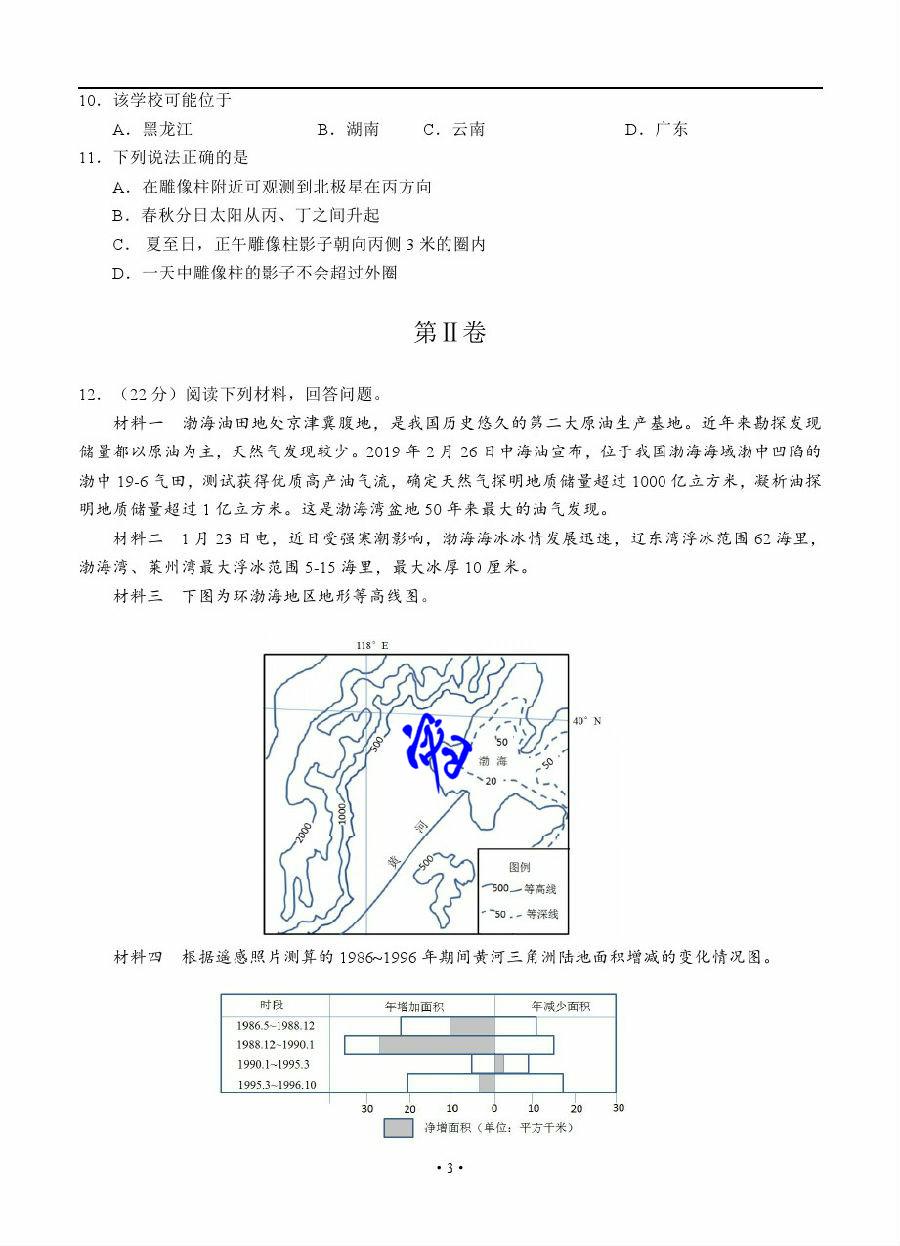 10．该学校可能位于
A．黑龙江 B．湖南 C．云南 D．广东
11．下列说法正确的是
A．在雕像柱附近可观测到北极星在丙方向
B．春秋分日太阳从丙、丁之间升起
C． 夏至日，正午雕像柱影子朝向丙侧 3 米的圈内
D．一天中雕像柱的影子不会超过外圈
第Ⅱ卷
12．（22 分）阅读下列材料，回答问题。
材料一 渤海油田地处京津冀腹地，是我国历史悠久的第二大原油生产基地。近年来勘探发现
储量都以原油为主，天然气发现较少。2019 年 2 月 26 日中海油宣布，位于我国渤海海域渤中凹陷的
渤中 19-6 气田，测试获得优质高产油气流，确定天然气探明地质储量超过 1000 亿立方米，凝析油探
明地质储量超过 1 亿立方米。这是渤海湾盆地 50 年来最大的油气发现。
材料二 1 月 23 日电，近日受强寒潮影响，渤海海冰冰情发展迅速，辽东湾浮冰范围 62 海里，
渤海湾、莱州湾最大浮冰范围 5-15 海里，最大冰厚 10 厘米。
材料三 下图为环渤海地区地形等高线图。
118° E
40° N
500
50
渤 海
50
20
1000
2000
河
黄
500
图例
500 等高线
50 等深线
材料四 根据遥感照片测算的 1986~1996 年期间黄河三角洲陆地面积增减的变化情况图。
时段 年增加面积 年减少面积
1986.5~1988.12
1988.12~1990.1
1990.1~1995.3
1995.3~1996.10
30 20 10 0 10 20 30
净增面积（单位：平方千米）
• 3 •